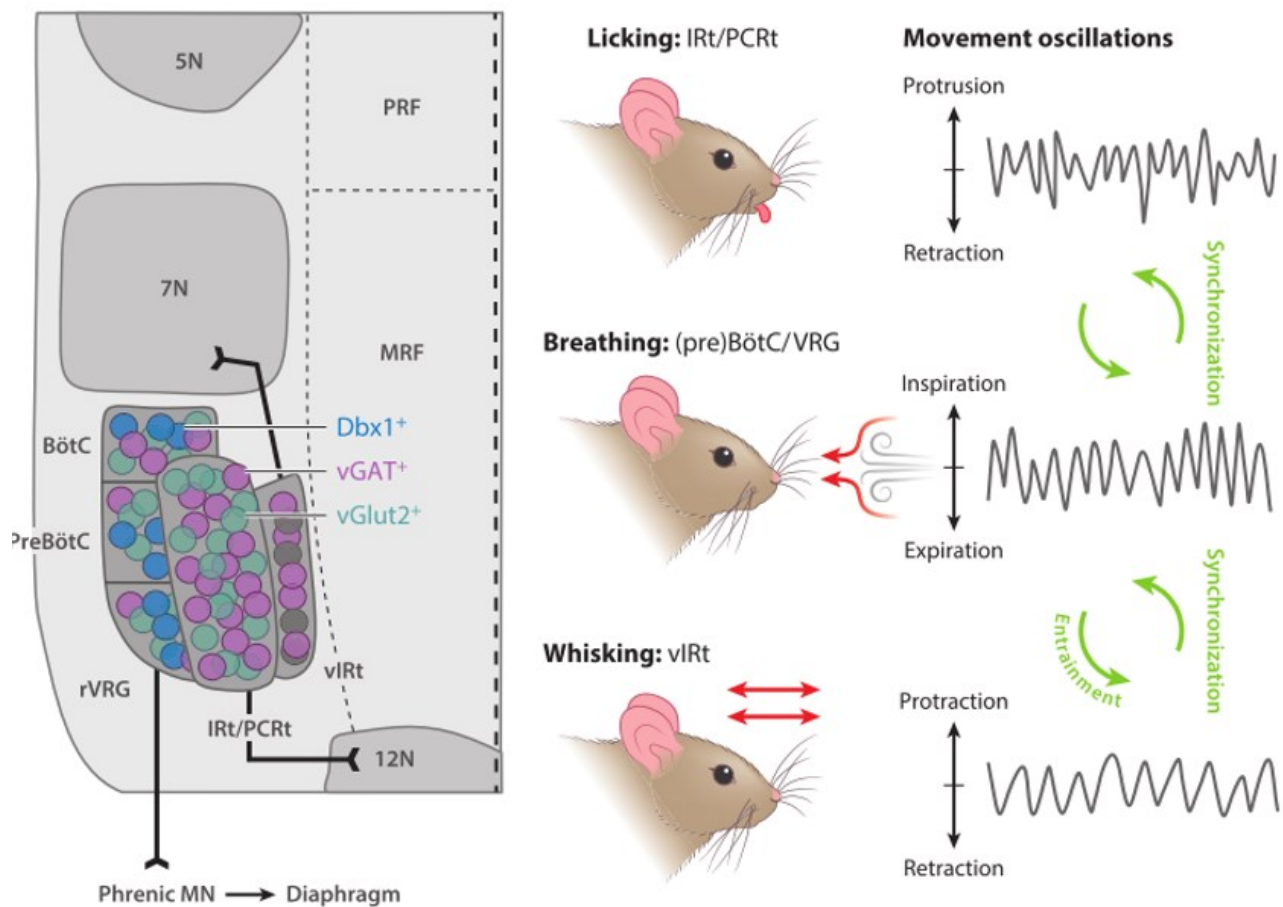 5N
PRF
7N
MRF
BötC
PreBötC
rVRG
IRt/PCRt
vIRt
12N
Dbx1⁺
vGAT⁺
vGlut2⁺
Phrenic MN
Diaphragm
Licking: IRt/PCRt
Breathing: (pre)BötC/VRG
Whisking: vIRt
Movement oscillations
Protrusion
Retraction
Synchronization
Inspiration
Expiration
Entrainment
Synchronization
Protraction
Retraction